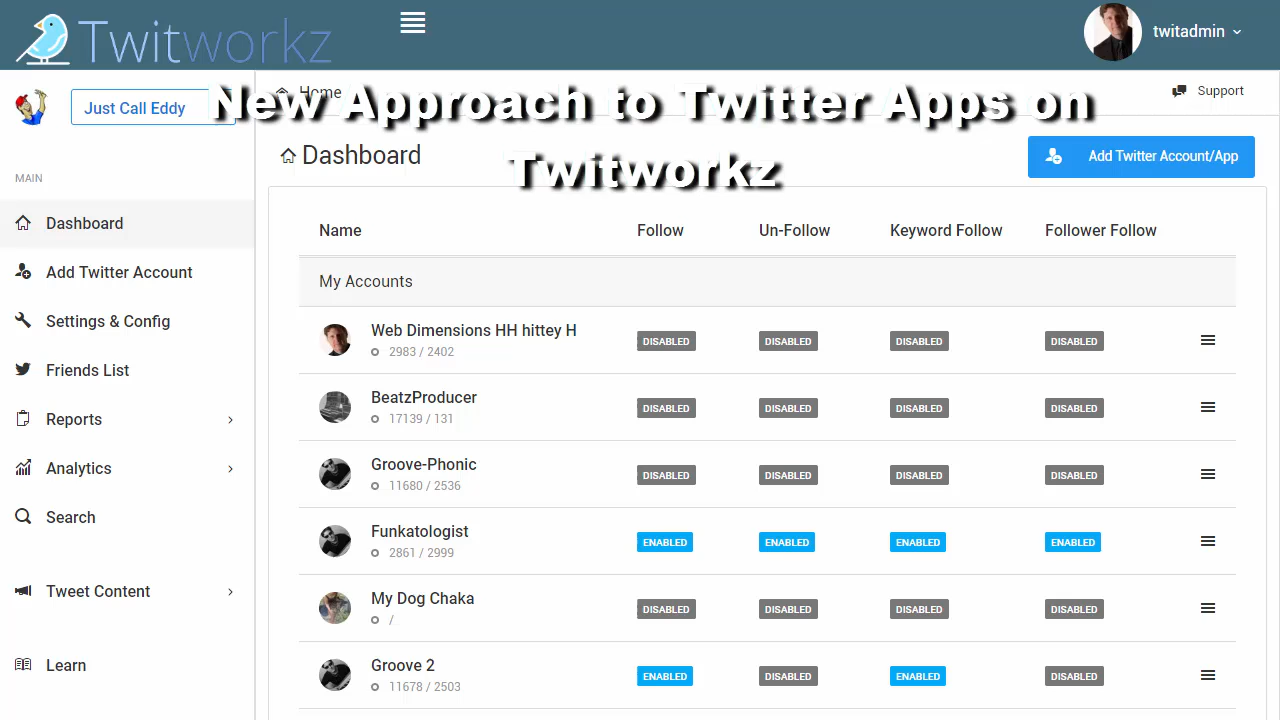 Twitworkz
twitadmin
Just Call Eddy
Home
Support
New Approach to Twitter Apps on
Twitworkz
Dashboard
Add Twitter Account/App
MAIN
Dashboard
Add Twitter Account
Settings & Config
Friends List
Reports
Analytics
Search
Tweet Content
Learn
Name Follow Un-Follow Keyword Follow Follower Follow
My Accounts
Web Dimensions HH hittey H
2983 / 2402
DISABLED DISABLED DISABLED DISABLED
BeatzProducer
17139 / 131
DISABLED DISABLED DISABLED DISABLED
Groove-Phonic
11680 / 2536
DISABLED DISABLED DISABLED DISABLED
Funkatologist
2861 / 2999
ENABLED ENABLED ENABLED ENABLED
My Dog Chaka
/
DISABLED DISABLED DISABLED DISABLED
Groove 2
11678 / 2503
ENABLED DISABLED ENABLED DISABLED